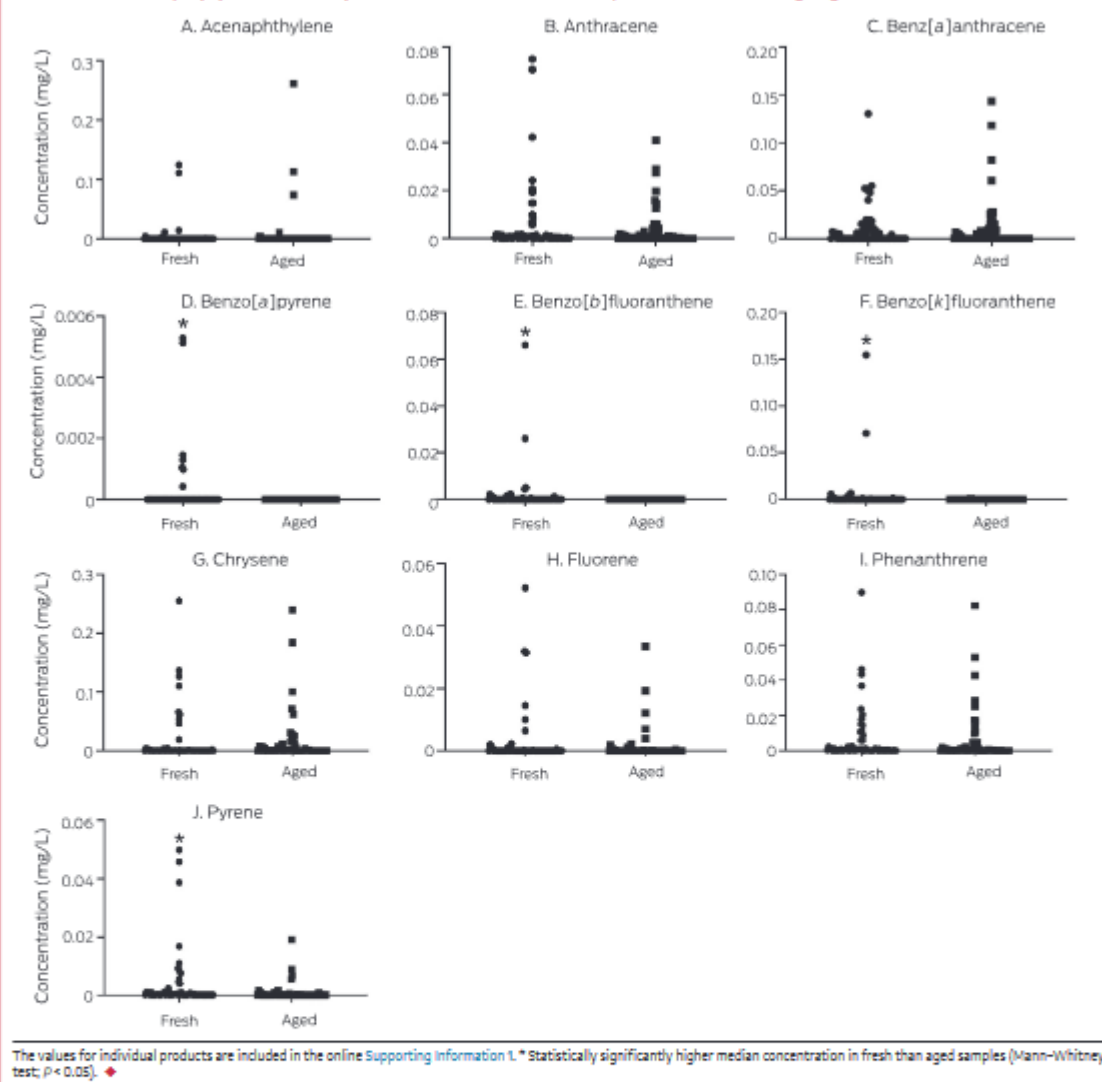 A. Acenaphthylene
B. Anthracene
C. Benz[a]anthracene
Concentration (mg/L)
0.3
0.2
0.1
0
Fresh
Aged
0.08
0.06
0.04
0.02
0
Fresh
Aged
0.20
0.15
0.10
0.05
0
Fresh
Aged
D. Benzo[a]pyrene
E. Benzo[b]fluoranthene
F. Benzo[k]fluoranthene
Concentration (mg/L)
0.006
0.004
0.002
0
*
Fresh
Aged
0.08
0.06
0.04
0.02
0
*
Fresh
Aged
0.20
0.15
0.10
0.05
0
*
Fresh
Aged
G. Chrysene
H. Fluorene
I. Phenanthrene
Concentration (mg/L)
0.3
0.2
0.1
0
Fresh
Aged
0.06
0.04
0.02
0
Fresh
Aged
0.10
0.08
0.06
0.04
0.02
0
Fresh
Aged
J. Pyrene
Concentration (mg/L)
0.06
0.04
0.02
0
*
Fresh
Aged
The values for individual products are included in the online Supporting Information 1. * Statistically significantly higher median concentration in fresh than aged samples (Mann–Whitney
test; P < 0.05). ◆